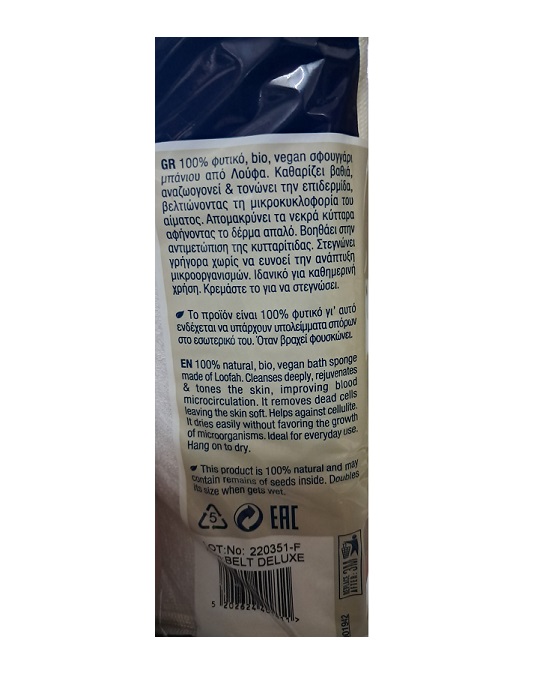 GR 100% φυτικό, bio, vegan σφουγγάρι
μπάνιου από Λούφα. Καθαρίζει βαθιά,
αναζωογονεί & τονώνει την επιδερμίδα,
βελτιώνοντας τη μικροκυκλοφορία του
αίματος. Απομακρύνει τα νεκρά κύτταρα
αφήνοντας το δέρμα απαλό. Βοηθάει στην
αντιμετώπιση της κυτταρίτιδας. Στεγνώνει
γρήγορα χωρίς να ευνοεί την ανάπτυξη
μικροοργανισμών. Ιδανικό για καθημερινή
χρήση. Κρεμάστε το για να στεγνώσει.
Το προϊόν είναι 100% φυτικό γι' αυτό
ενδέχεται να υπάρχουν υπολείμματα σπόρων
στο εσωτερικό του. Όταν βραχεί φουσκώνει.
EN 100% natural, bio, vegan bath sponge
made of Loofah. Cleanses deeply, rejuvenates
& tones the skin, improving blood
microcirculation. It removes dead cells
leaving the skin soft. Helps against cellulite.
It dries easily without favoring the growth
of microorganisms. Ideal for everyday use.
Hang on to dry.
This product is 100% natural and may
contain remains of seeds inside. Doubles
its size when gets wet.
5 EAC
OT:No: 220351-F
BELT DELUXE